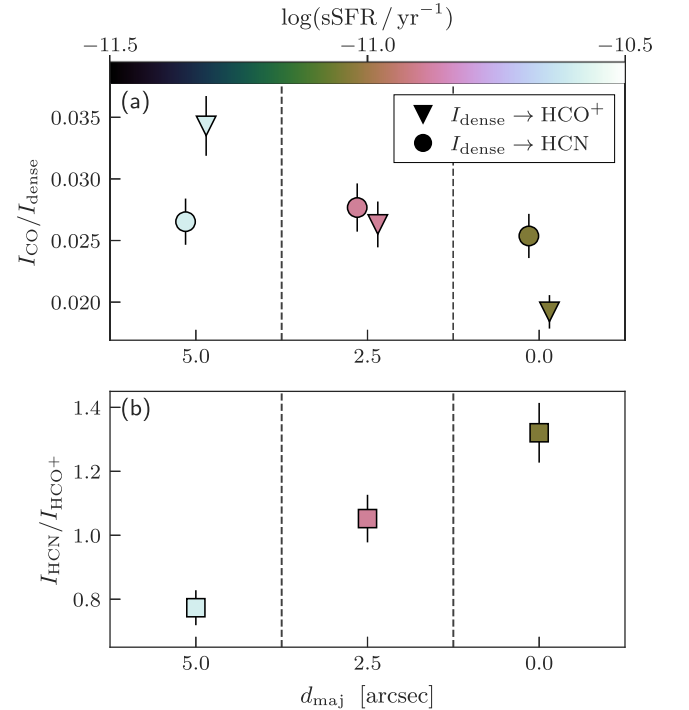 log(sSFR / yr⁻¹)
−11.5 −11.0 −10.5
(a)
I_dense → HCO⁺
I_dense → HCN
I_CO/I_dense
0.035
0.030
0.025
0.020
5.0 2.5 0.0
(b)
I_HCN/I_HCO⁺
1.4
1.2
1.0
0.8
5.0 2.5 0.0
d_maj [arcsec]